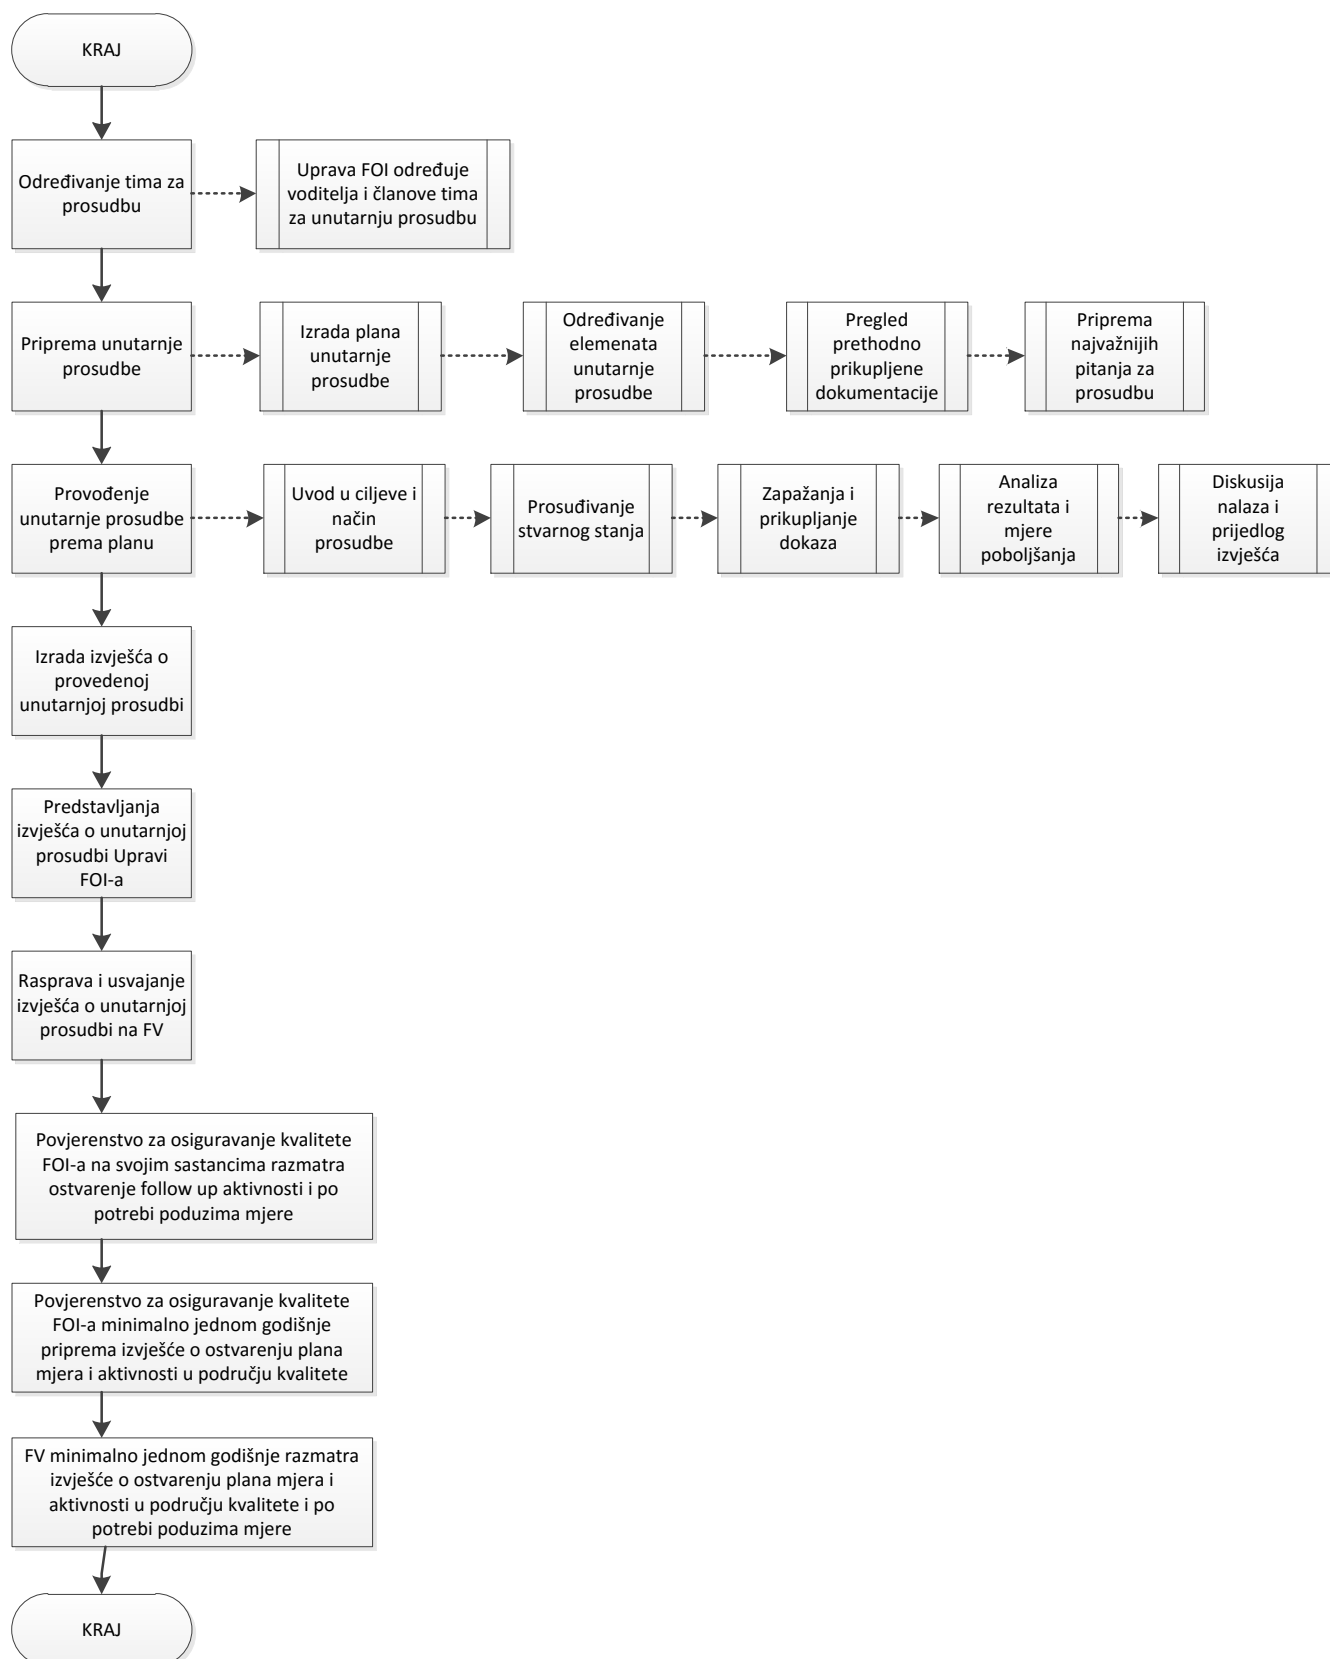 KRAJ
Određivanje tima za
prosudbu
Uprava FOI određuje
voditelja i članove tima
za unutarnju prosudbu
Priprema unutarnje
prosudbe
Izrada plana
unutarnje
prosudbe
Određivanje
elemenata
unutarnje
prosudbe
Pregled
prethodno
prikupljene
dokumentacije
Priprema
najvažnijih
pitanja za
prosudbu
Provođenje
unutarnje prosudbe
prema planu
Uvod u ciljeve i
način
prosudbe
Prosuđivanje
stvarnog stanja
Zapažanja i
prikupljanje
dokaza
Analiza
rezultata i
mjere
poboljšanja
Diskusija
nalaza i
prijedlog
izvješća
Izrada izvješća o
provedenoj
unutarnjoj prosudbi
Predstavljanja
izvješća o unutarnjoj
prosudbi Upravi
FOI-a
Rasprava i usvajanje
izvješća o unutarnjoj
prosudbi na FV
Povjerenstvo za osiguravanje kvalitete
FOI-a na svojim sastancima razmatra
ostvarenje follow up aktivnosti i po
potrebi poduzima mjere
Povjerenstvo za osiguravanje kvalitete
FOI-a minimalno jednom godišnje
priprema izvješće o ostvarenju plana
mjera i aktivnosti u području kvalitete
FV minimalno jednom godišnje razmatra
izvješće o ostvarenju plana mjera i
aktivnosti u području kvalitete i po
potrebi poduzima mjere
KRAJ